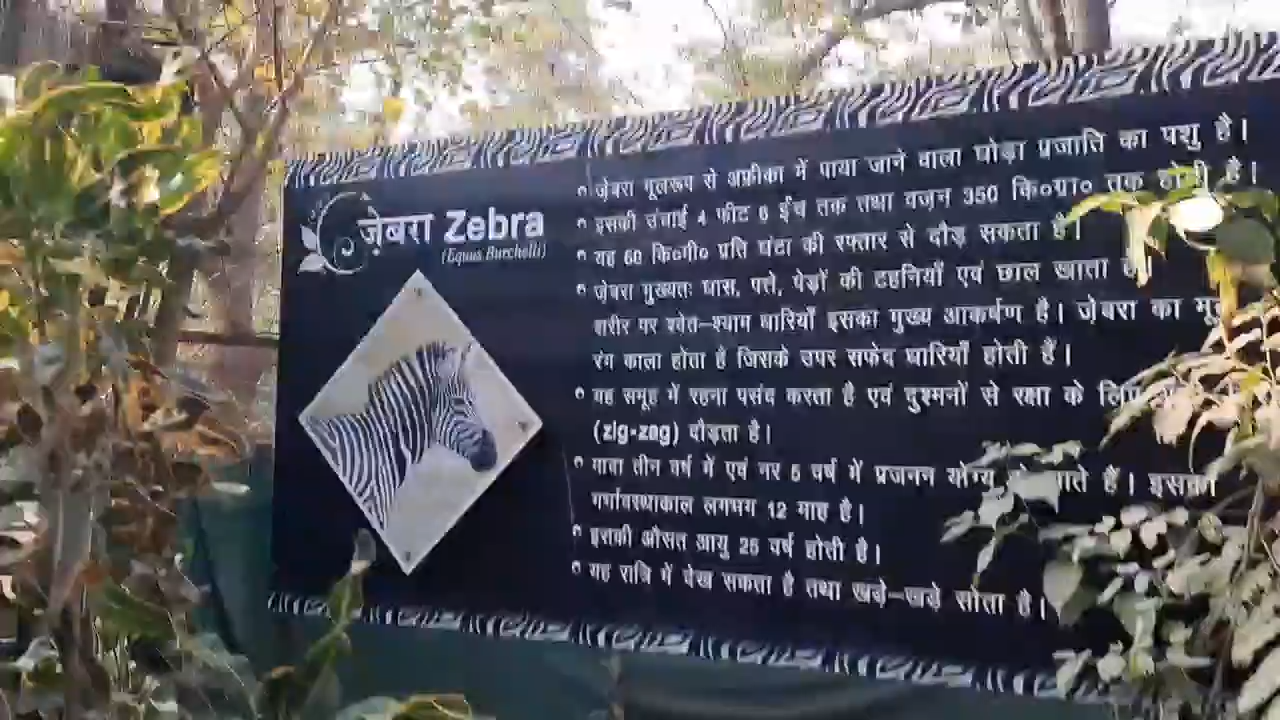 ज़ेबरा Zebra
(Equus Burchelli)
ज़ेबरा मूलरूप से अफ्रीका में पाया जाने वाला घोड़ा प्रजाति का पशु है।
इसकी उंचाई 4 फीट 6 ईंच तक तथा वज़न 350 कि०ग्रा० तक होती है।
यह 60 कि०मी० प्रति घंटा की रफ्तार से दौड़ सकता है।
ज़ेबरा मुख्यतः घास, पत्ते, पेड़ों की टहनियाँ एवं छाल खाता है।
शरीर पर श्वेत–श्याम धारियाँ इसका मुख्य आकर्षण है। ज़ेबरा का
रंग काला होता है जिसके उपर सफेद धारियाँ होती हैं।
यह समूह में रहना पसंद करता है एवं दुश्मनों से रक्षा के लिए
(zig-zag) दौड़ता है।
मादा तीन वर्ष में एवं नर 5 वर्ष में प्रजनन योग्य हो जाते हैं। इसका
गर्भावस्थाकाल लगभग 12 माह है।
इसकी औसत आयु 25 वर्ष होती है।
यह रात्रि में देख सकता है तथा खड़े–खड़े सोता है।